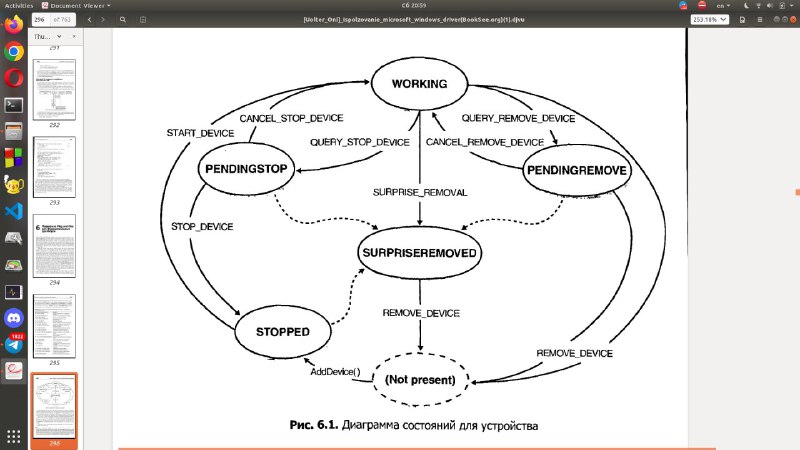 Activities
Document Viewer
Сб 20:59
en
296
of 763
[Uolter_Oni]_Ispolzovanie_microsoft_windows_driver(BookSee.org)(1).djvu
253.18%
Thu...
291
292
293
294
295
296
1822
WORKING
CANCEL_STOP_DEVICE
QUERY_REMOVE_DEVICE
START_DEVICE
QUERY_STOP_DEVICE
CANCEL_REMOVE_DEVICE
PENDINGSTOP
PENDINGREMOVE
SURPRISE_REMOVAL
STOP_DEVICE
SURPRISEREMOVED
REMOVE_DEVICE
STOPPED
REMOVE_DEVICE
AddDevice()
(Not present)
Рис. 6.1. Диаграмма состояний для устройства